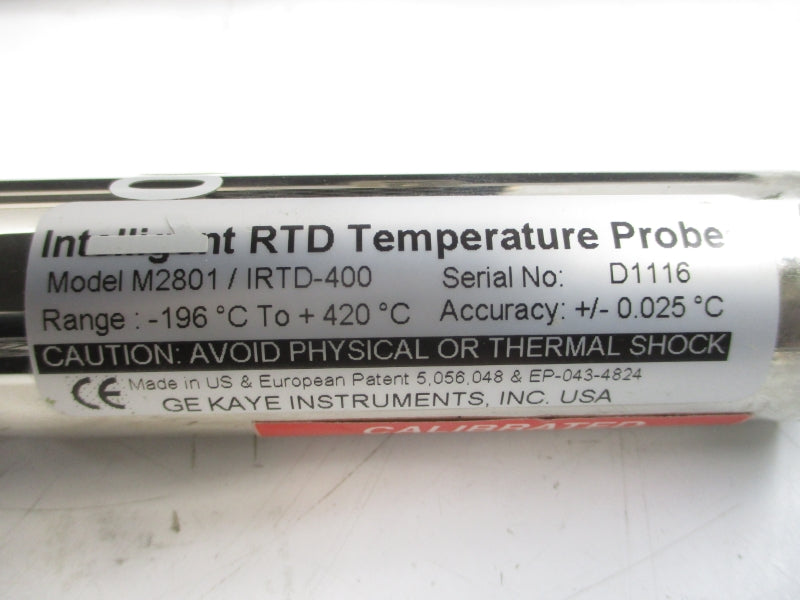 Intelligent RTD Temperature Probe
Model M2801 / IRTD-400 Serial No: D1116
Range : -196 °C To + 420 °C Accuracy: +/- 0.025 °C
CAUTION: AVOID PHYSICAL OR THERMAL SHOCK
CE Made in US & European Patent 5,056,048 & EP-043-4824
GE KAYE INSTRUMENTS, INC. USA
CALIBRATED